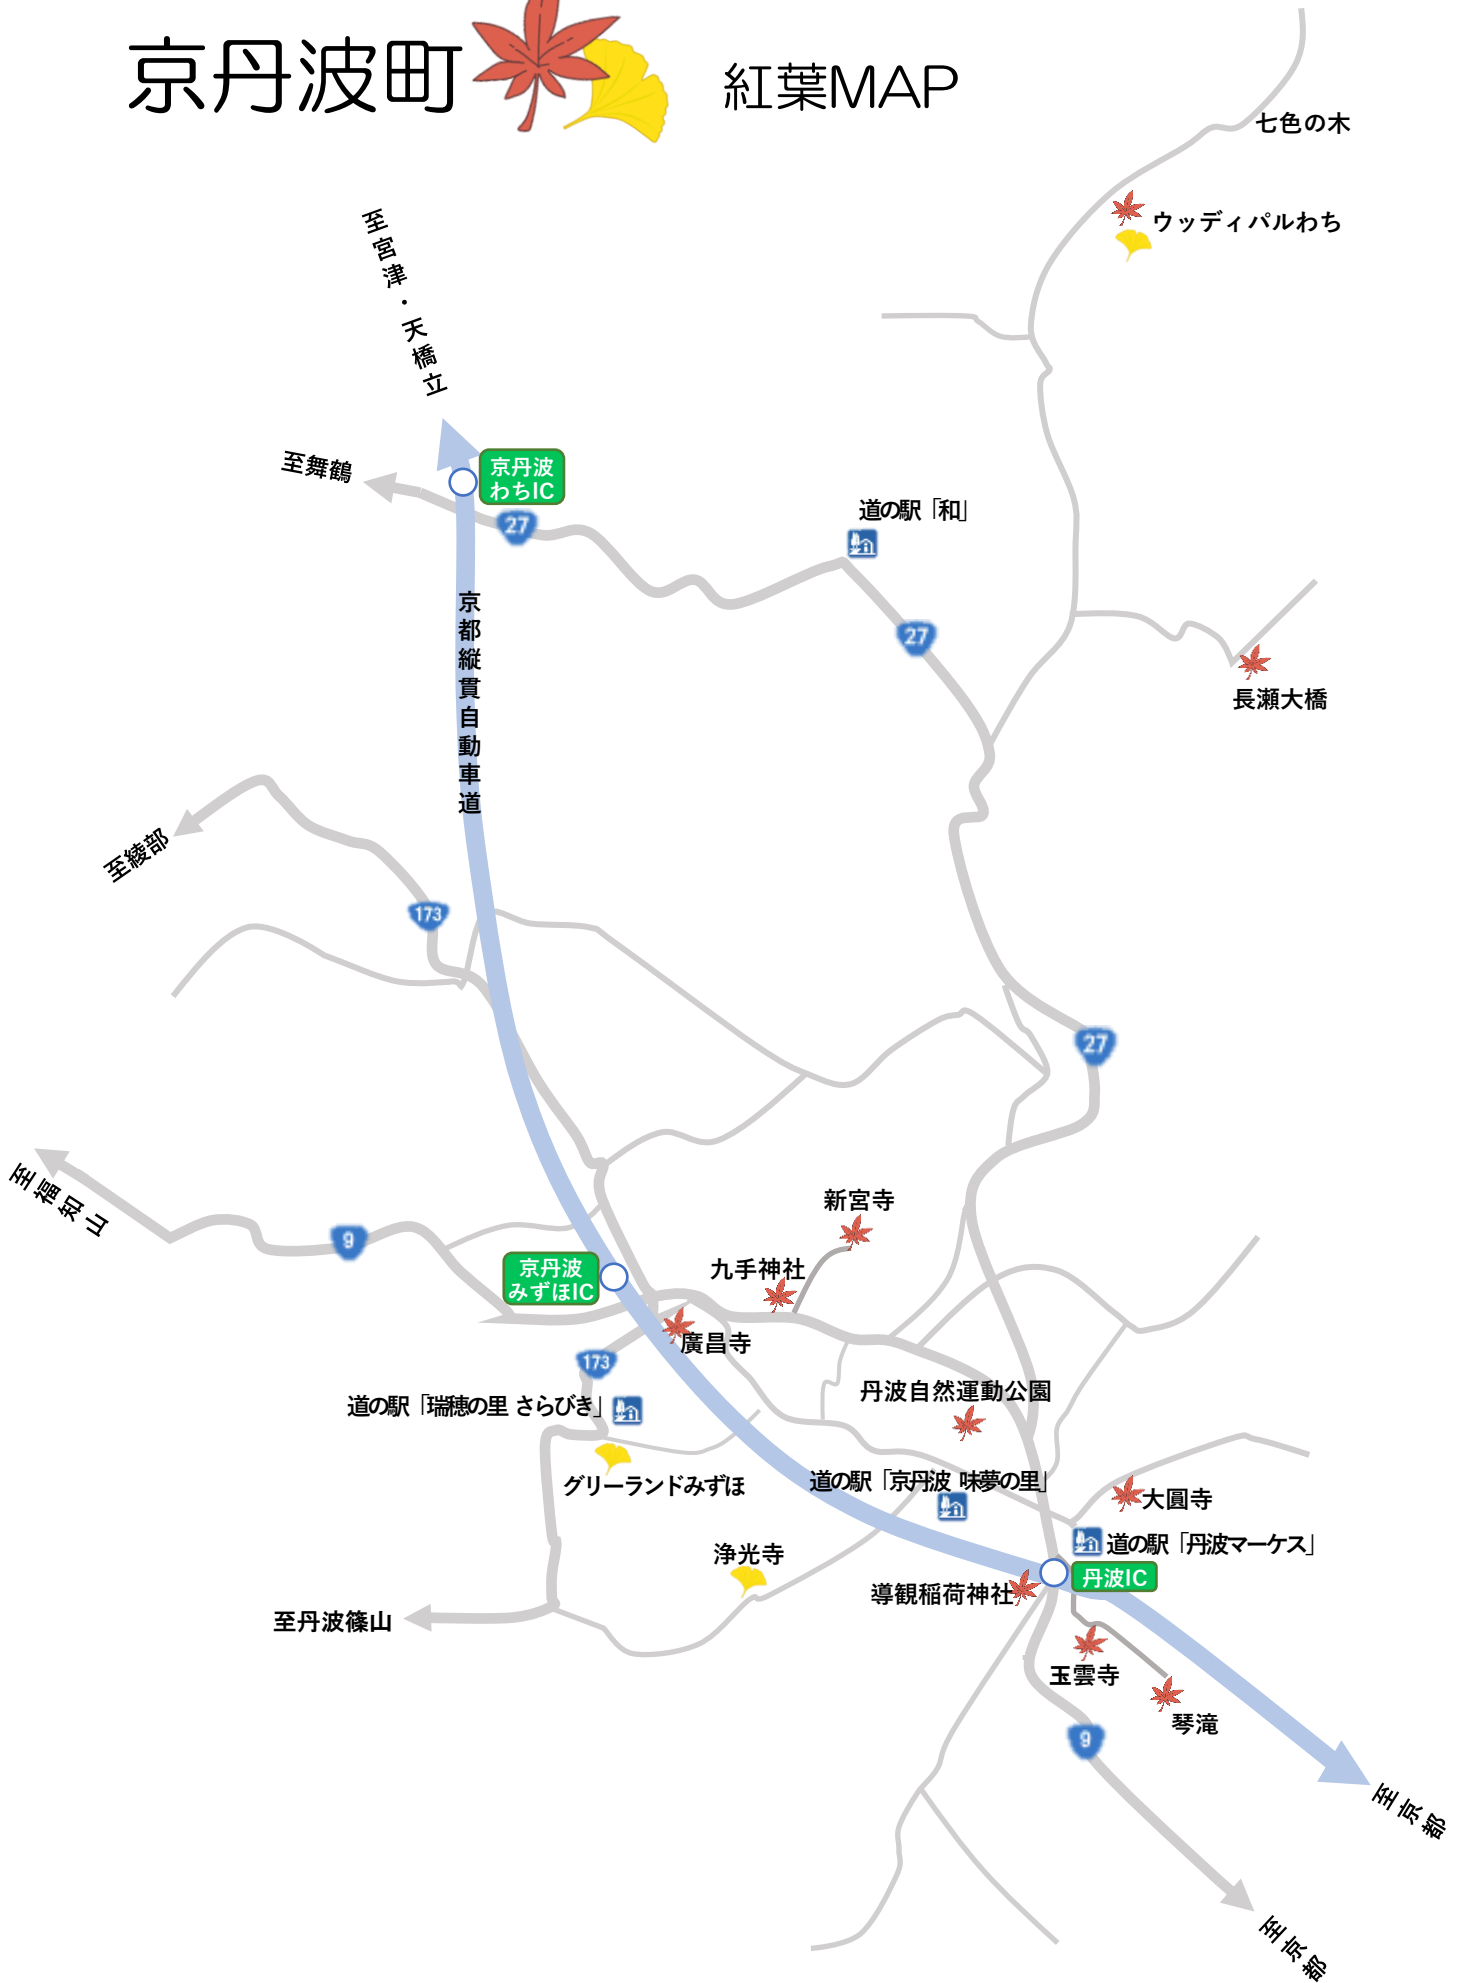 京丹波町
紅葉MAP
七色の木
ウッディパルわち
至宮津・天橋立
至舞鶴
京丹波
わちIC
27
道の駅「和」
27
京都縦貫自動車道
長瀬大橋
至綾部
173
27
至福知山
9
新宮寺
九手神社
京丹波
みずほIC
廣昌寺
173
丹波自然運動公園
道の駅「瑞穂の里 さらびき」
グリーランドみずほ
道の駅「京丹波 味夢の里」
大圓寺
道の駅「丹波マーケス」
浄光寺
丹波IC
導観稲荷神社
至丹波篠山
玉雲寺
琴滝
9
至京都
至京都